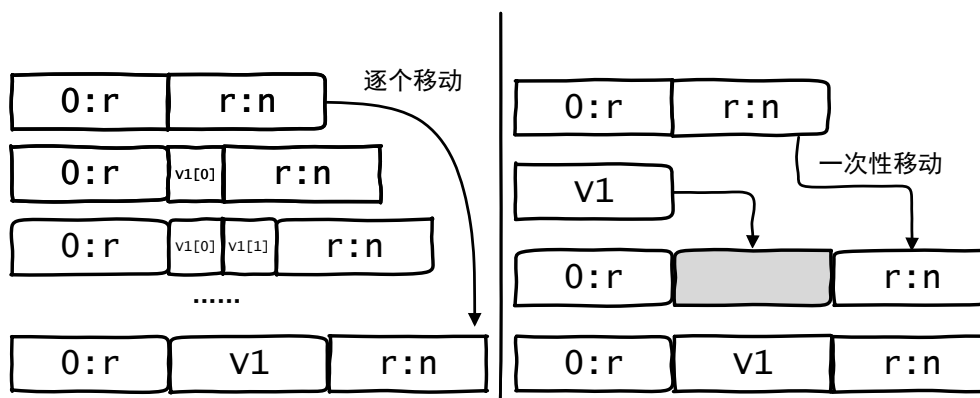 逐个移动
0:r r:n
0:r v1[0] r:n
0:r v1[0] v1[1] r:n
......
0:r v1 r:n
0:r r:n
一次性移动
v1
0:r r:n
0:r v1 r:n